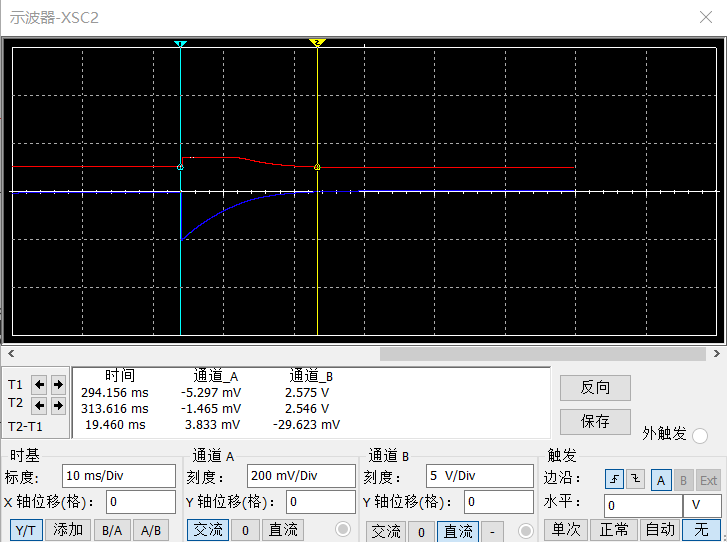 示波器-XSC2
1 2
时间 通道_A 通道_B
T1 294.156 ms -5.297 mV 2.575 V
T2 313.616 ms -1.465 mV 2.546 V
T2-T1 19.460 ms 3.833 mV -29.623 mV
反向
保存
外触发
时基 通道 A 通道 B 触发
标度: 10 ms/Div 刻度: 200 mV/Div 刻度: 5 V/Div 边沿: A B Ext
X 轴位移(格): 0 Y 轴位移(格): 0 Y 轴位移(格): 0 水平: 0 V
Y/T 添加 B/A A/B 交流 0 直流 交流 0 直流 - 单次 正常 自动 无